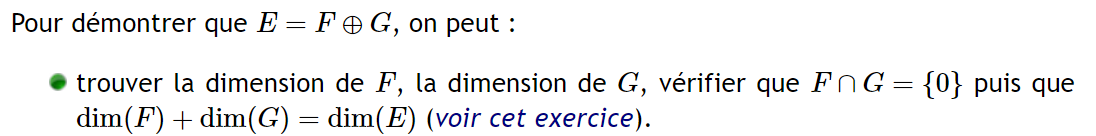 Pour démontrer que E = F ⊕ G, on peut :
trouver la dimension de F, la dimension de G, vérifier que F ∩ G = {0} puis que
dim(F) + dim(G) = dim(E) (voir cet exercice).